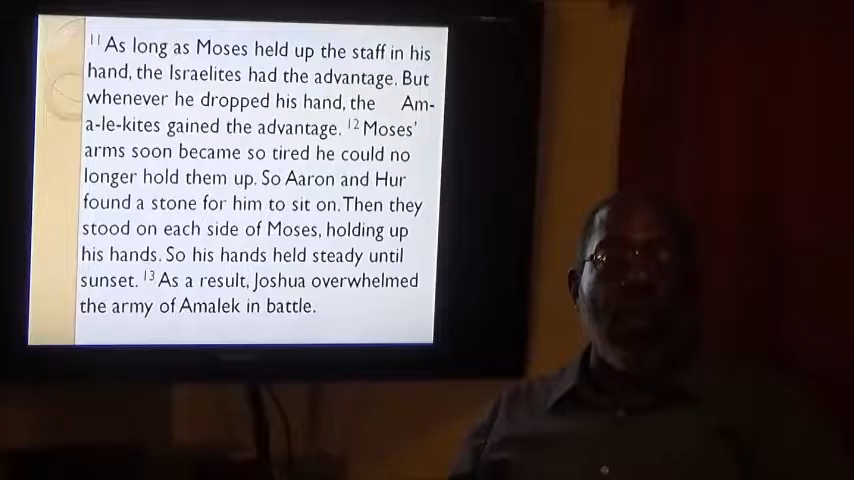 11 As long as Moses held up the staff in his
hand, the Israelites had the advantage. But
whenever he dropped his hand, the Am-
a-le-kites gained the advantage. 12 Moses’
arms soon became so tired he could no
longer hold them up. So Aaron and Hur
found a stone for him to sit on. Then they
stood on each side of Moses, holding up
his hands. So his hands held steady until
sunset. 13 As a result, Joshua overwhelmed
the army of Amalek in battle.